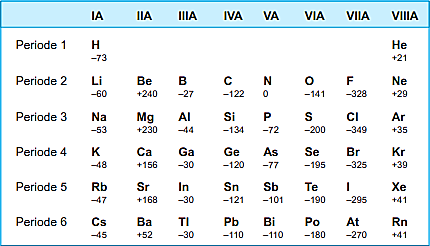 IA IIA IIIA IVA VA VIA VIIA VIIIA
Periode 1 H He
–73 +21
Periode 2 Li Be B C N O F Ne
–60 +240 –27 –122 0 –141 –328 +29
Periode 3 Na Mg Al Si P S Cl Ar
–53 +230 –44 –134 –72 –200 –349 +35
Periode 4 K Ca Ga Ge As Se Br Kr
–48 +156 –30 –120 –77 –195 –325 +39
Periode 5 Rb Sr In Sn Sb Te I Xe
–47 +168 –30 –121 –101 –190 –295 +41
Periode 6 Cs Ba Tl Pb Bi Po At Rn
–45 +52 –30 –110 –110 –180 –270 +41